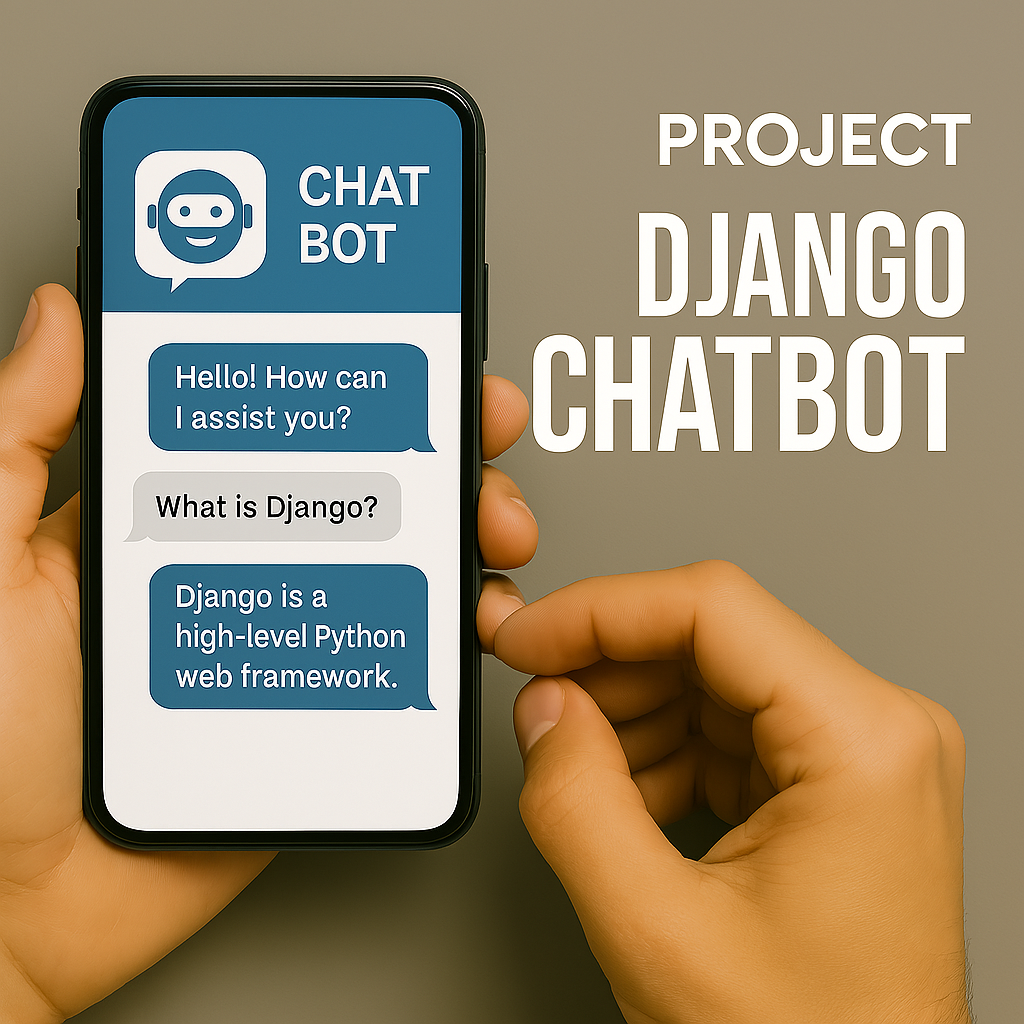 CHAT
BOT
Hello! How can
I assist you?
What is Django?
Django is a
high-level Python
web framework.
PROJECT
DJANGO
CHATBOT